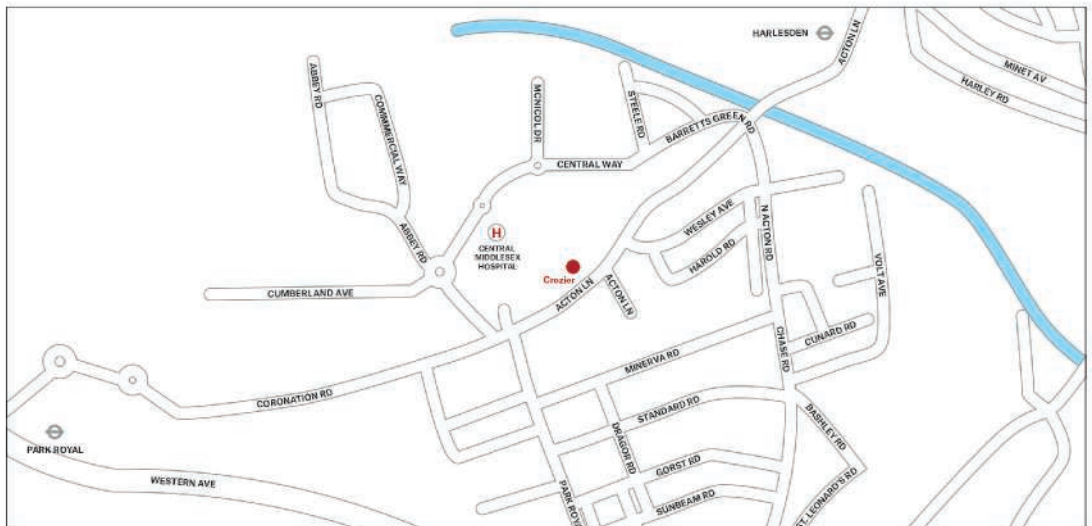 HARLESDEN
ACTON LN
MINET AV
HARLEY RD
ABBEY RD
COMMMERCIAL WAY
MCNICOL DR
STEELE RD
BARRETTS GREEN RD
CENTRAL WAY
ABBEY RD
H
CENTRAL
MIDDLESEX
HOSPITAL
WESLEY AVE
HAROLD RD
N ACTON RD
VOLT AVE
Crozier
CUMBERLAND AVE
ACTON LN
ACTON LN
CUNARD RD
CHASE RD
MINERVA RD
CORONATION RD
STANDARD RD
BASHLEY RD
DRAGOR RD
PARK ROYAL
GORST RD
WESTERN AVE
PARK ROY
SUNBEAM RD
ST. LEONARD'S RD